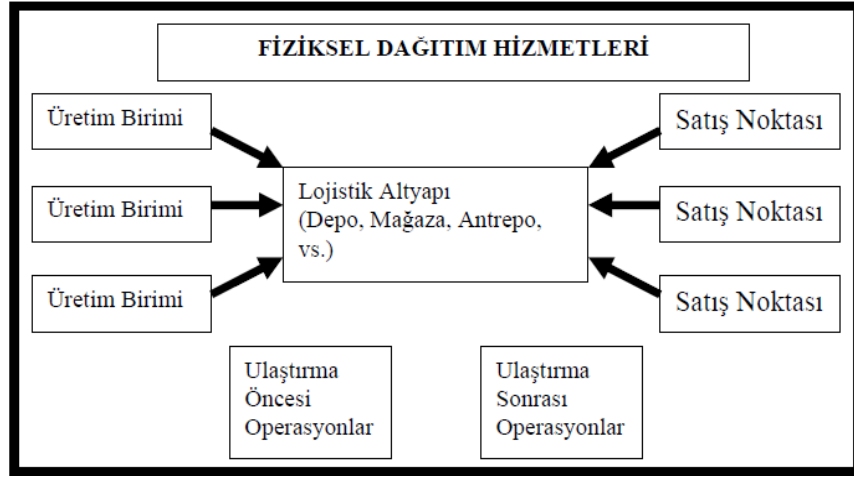 FİZİKSEL DAĞITIM HİZMETLERİ
Üretim Birimi
Satış Noktası
Üretim Birimi
Lojistik Altyapı
(Depo, Mağaza, Antrepo,
vs.)
Satış Noktası
Üretim Birimi
Satış Noktası
Ulaştırma
Öncesi
Operasyonlar
Ulaştırma
Sonrası
Operasyonlar